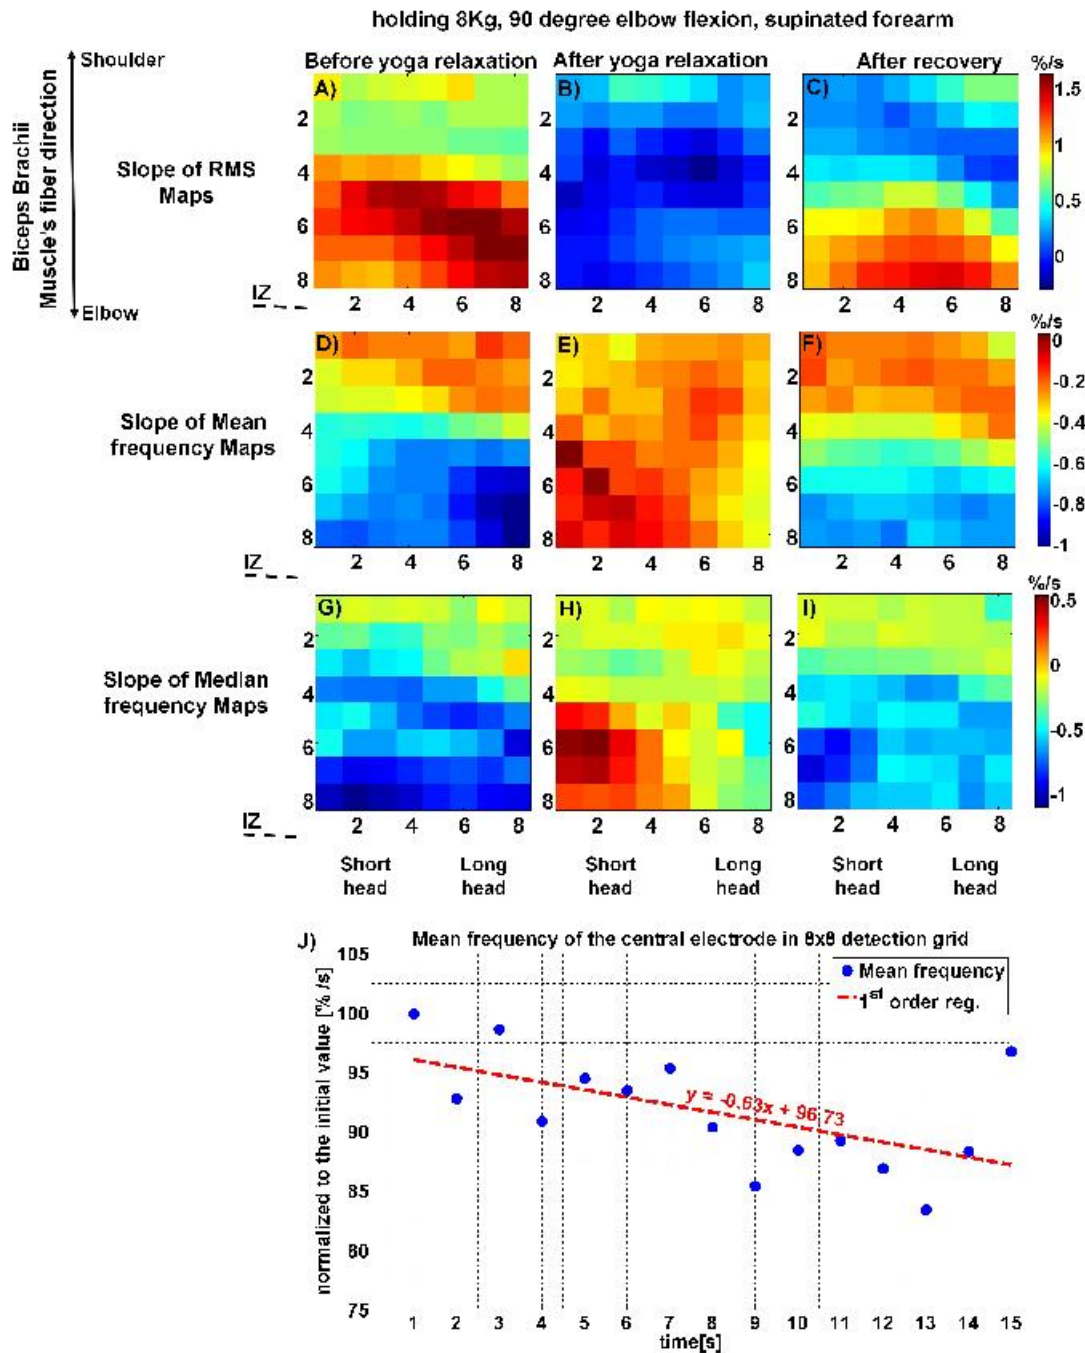 holding 8Kg, 90 degree elbow flexion, supinated forearm
Shoulder
Before yoga relaxation
After yoga relaxation
After recovery
%/s
Biceps Brachii
Muscle's fiber direction
Elbow
Slope of RMS
Maps
A)
B)
C)
2
4
6
8
1.5
1
0.5
0
IZ
2 4 6 8
2 4 6 8
2 4 6 8
%/s
Slope of Mean
frequency Maps
D)
E)
F)
2
4
6
8
0
-0.2
-0.4
-0.6
-0.8
-1
IZ
2 4 6 8
2 4 6 8
2 4 6 8
%/s
Slope of Median
frequency Maps
G)
H)
I)
2
4
6
8
0.5
0
-0.5
-1
IZ
2 4 6 8
2 4 6 8
2 4 6 8
Short
head
Long
head
Short
head
Long
head
Short
head
Long
head
J)
Mean frequency of the central electrode in 8x8 detection grid
normalized to the initial value [% /s]
105
100
95
90
85
80
75
Mean frequency
1st order reg.
y = -0.63x + 96.73
1 2 3 4 5 6 7 8 9 10 11 12 13 14 15
time[s]